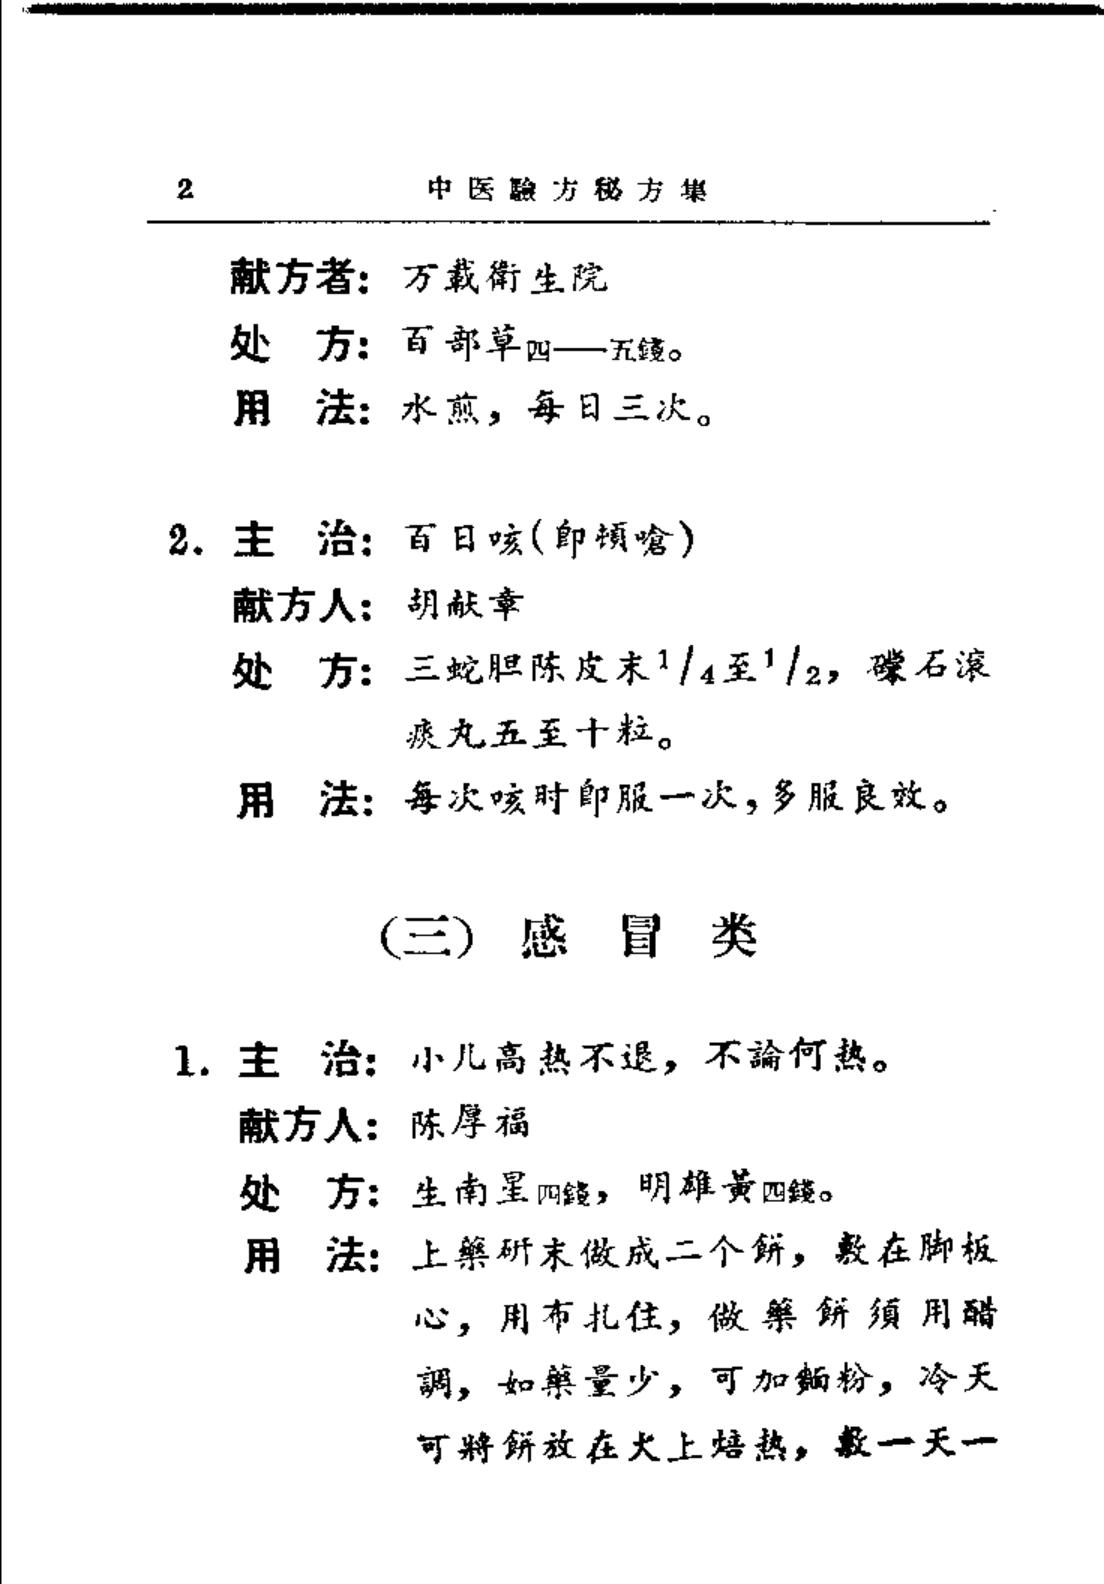 2 中医驗方秘方集
献方者：万載衛生院
处　方：百部草四——五錢。
用　法：水煎，每日三次。
2. 主　治：百日咳（即頓嗆）
献方人：胡献章
处　方：三蛇胆陈皮末1/4至1/2，礞石滾
痰丸五至十粒。
用　法：每次咳时即服一次，多服良效。
（三）感冒类
1. 主　治：小儿高热不退，不論何热。
献方人：陈厚福
处　方：生南星四錢，明雄黃四錢。
用　法：上藥研末做成二个餅，敷在脚板
心，用布扎住，做藥餅須用醋
調，如藥量少，可加麵粉，冷天
可將餅放在火上焙热，敷一天一